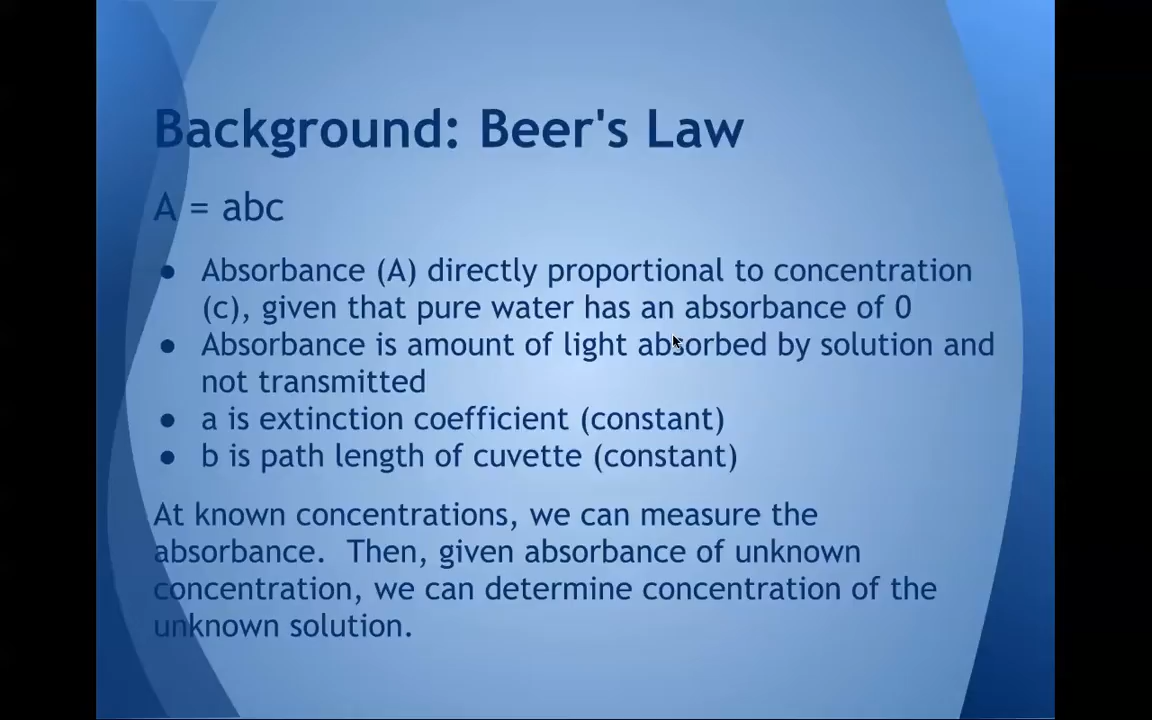 Background: Beer's Law
A = abc
● Absorbance (A) directly proportional to concentration
(c), given that pure water has an absorbance of 0
● Absorbance is amount of light absorbed by solution and
not transmitted
● a is extinction coefficient (constant)
● b is path length of cuvette (constant)
At known concentrations, we can measure the
absorbance.  Then, given absorbance of unknown
concentration, we can determine concentration of the
unknown solution.